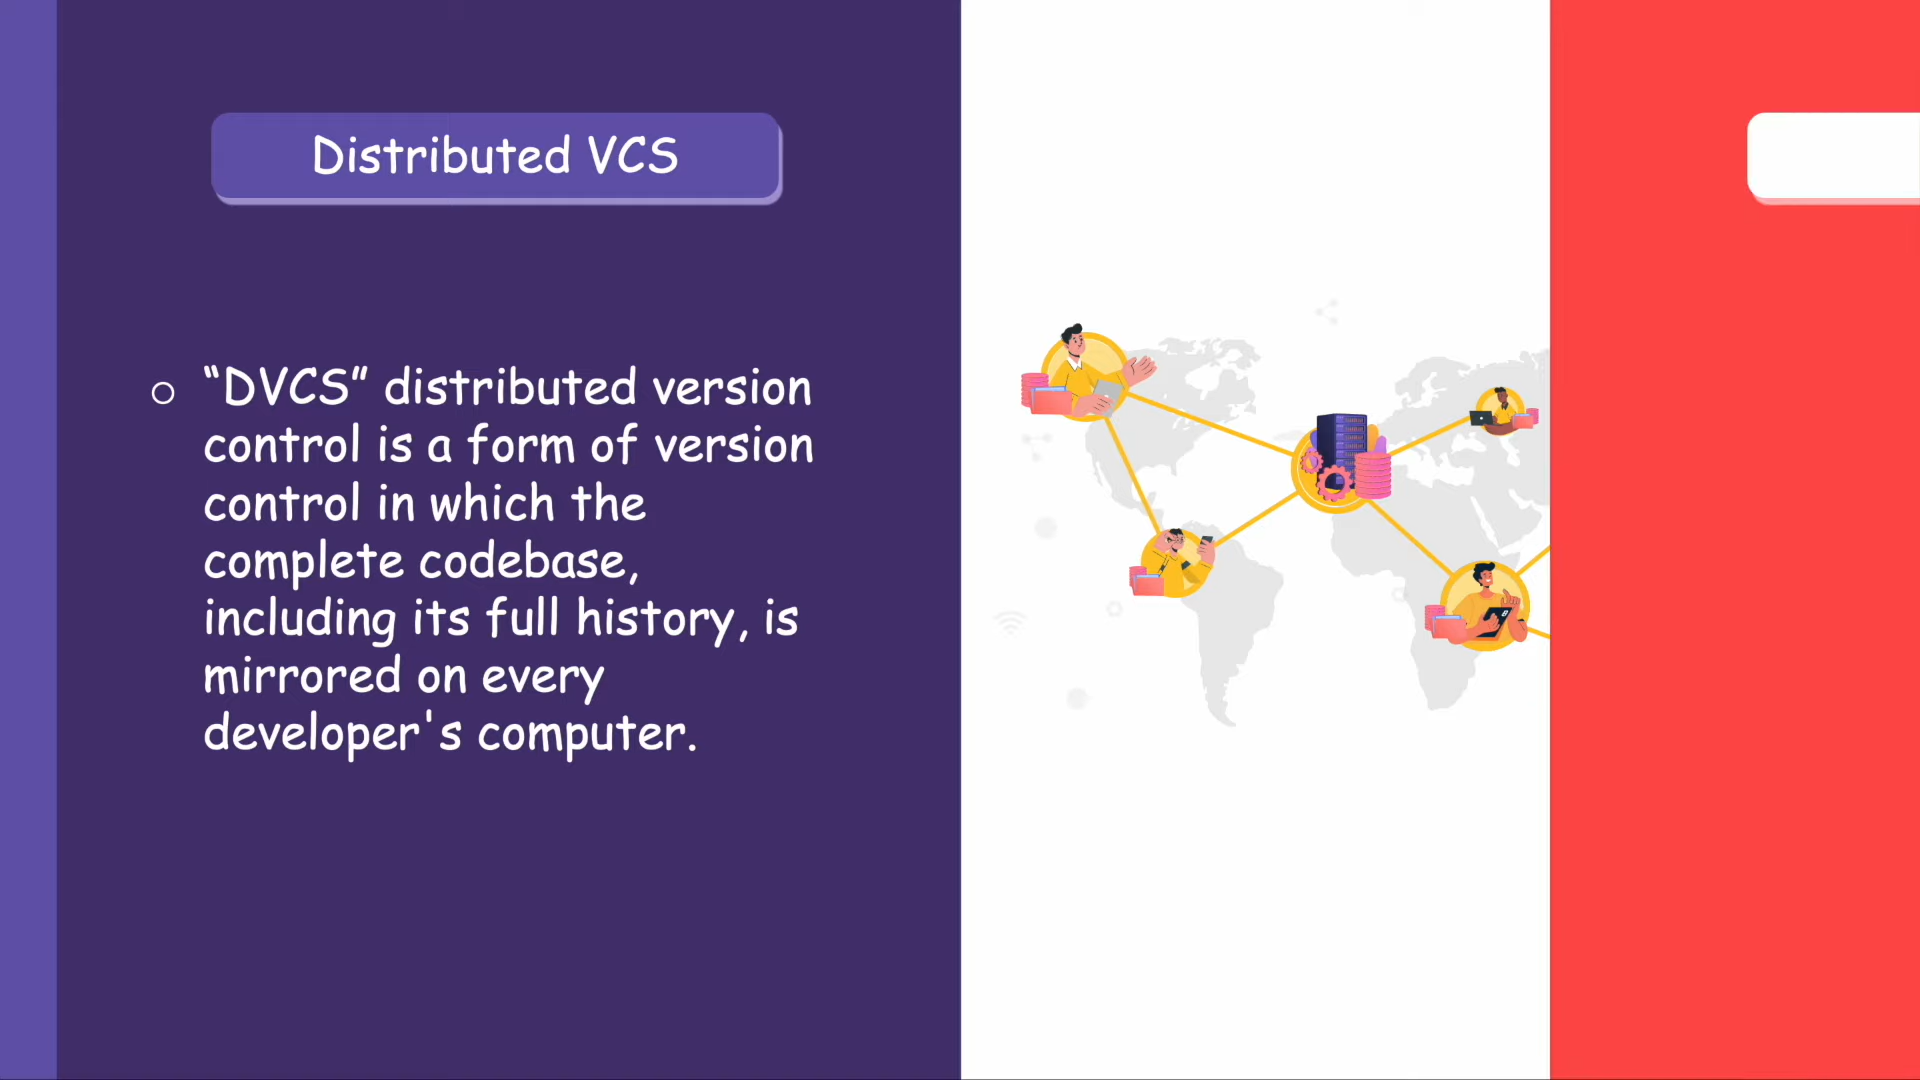 Distributed VCS
“DVCS” distributed version
control is a form of version
control in which the
complete codebase,
including its full history, is
mirrored on every
developer's computer.